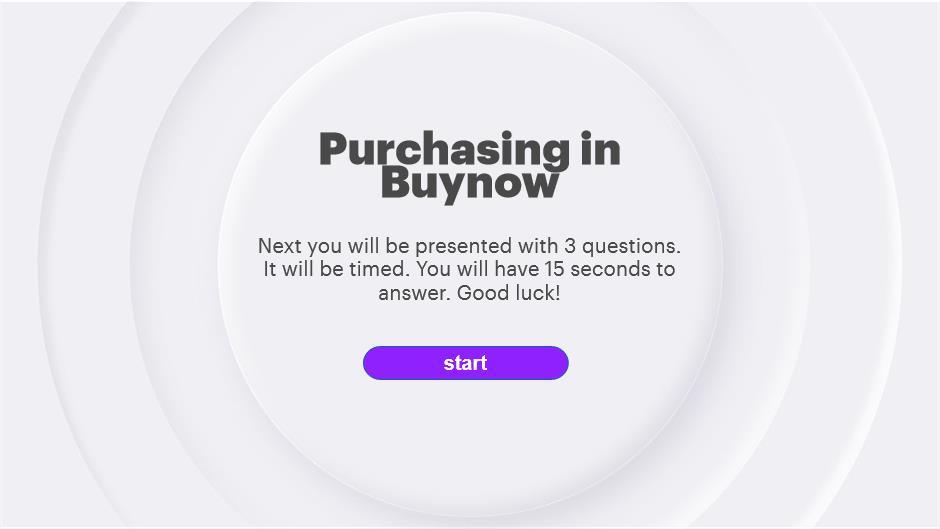 Purchasing in
Buynow
Next you will be presented with 3 questions.
It will be timed. You will have 15 seconds to
answer. Good luck!
start